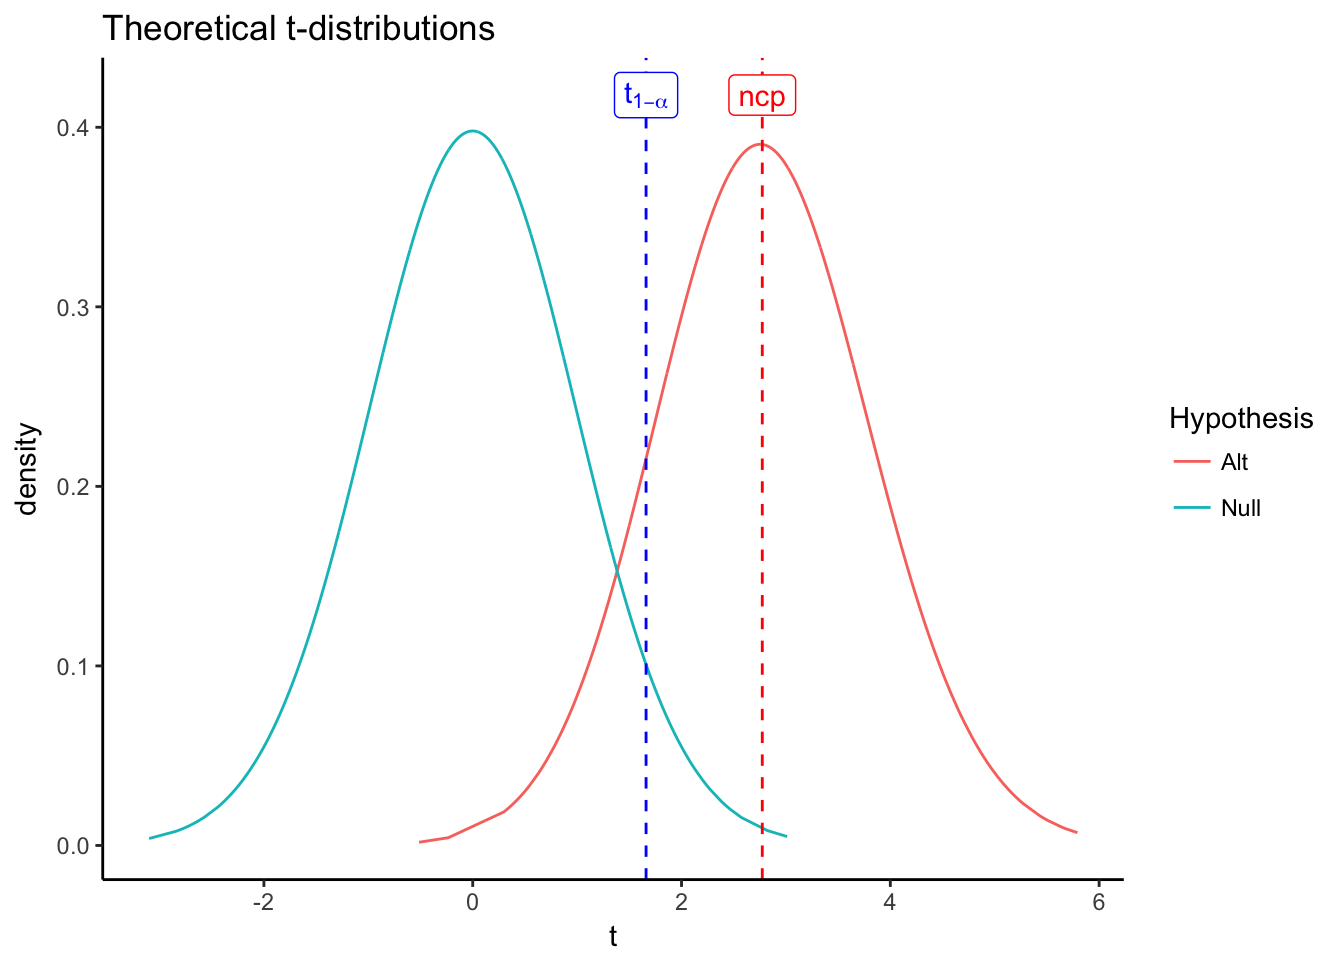 Theoretical t-distributions
t₁₋α
ncp
0.4
0.3
0.2
0.1
0.0
density
-2
0
2
4
6
t
Hypothesis
Alt
Null